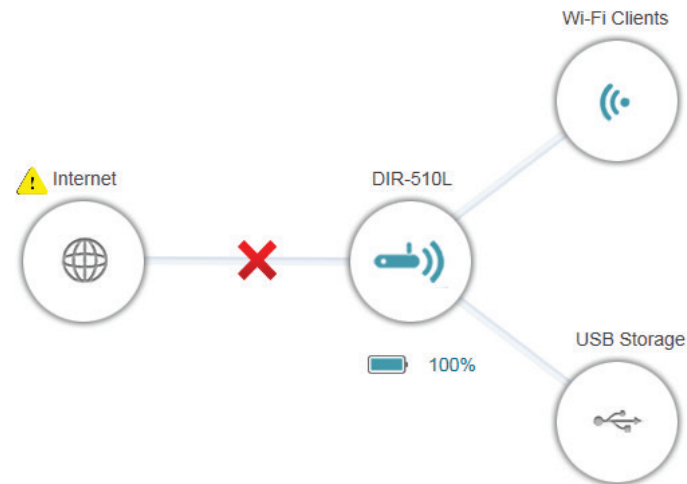 Wi-Fi Clients
Internet
DIR-510L
USB Storage
100%